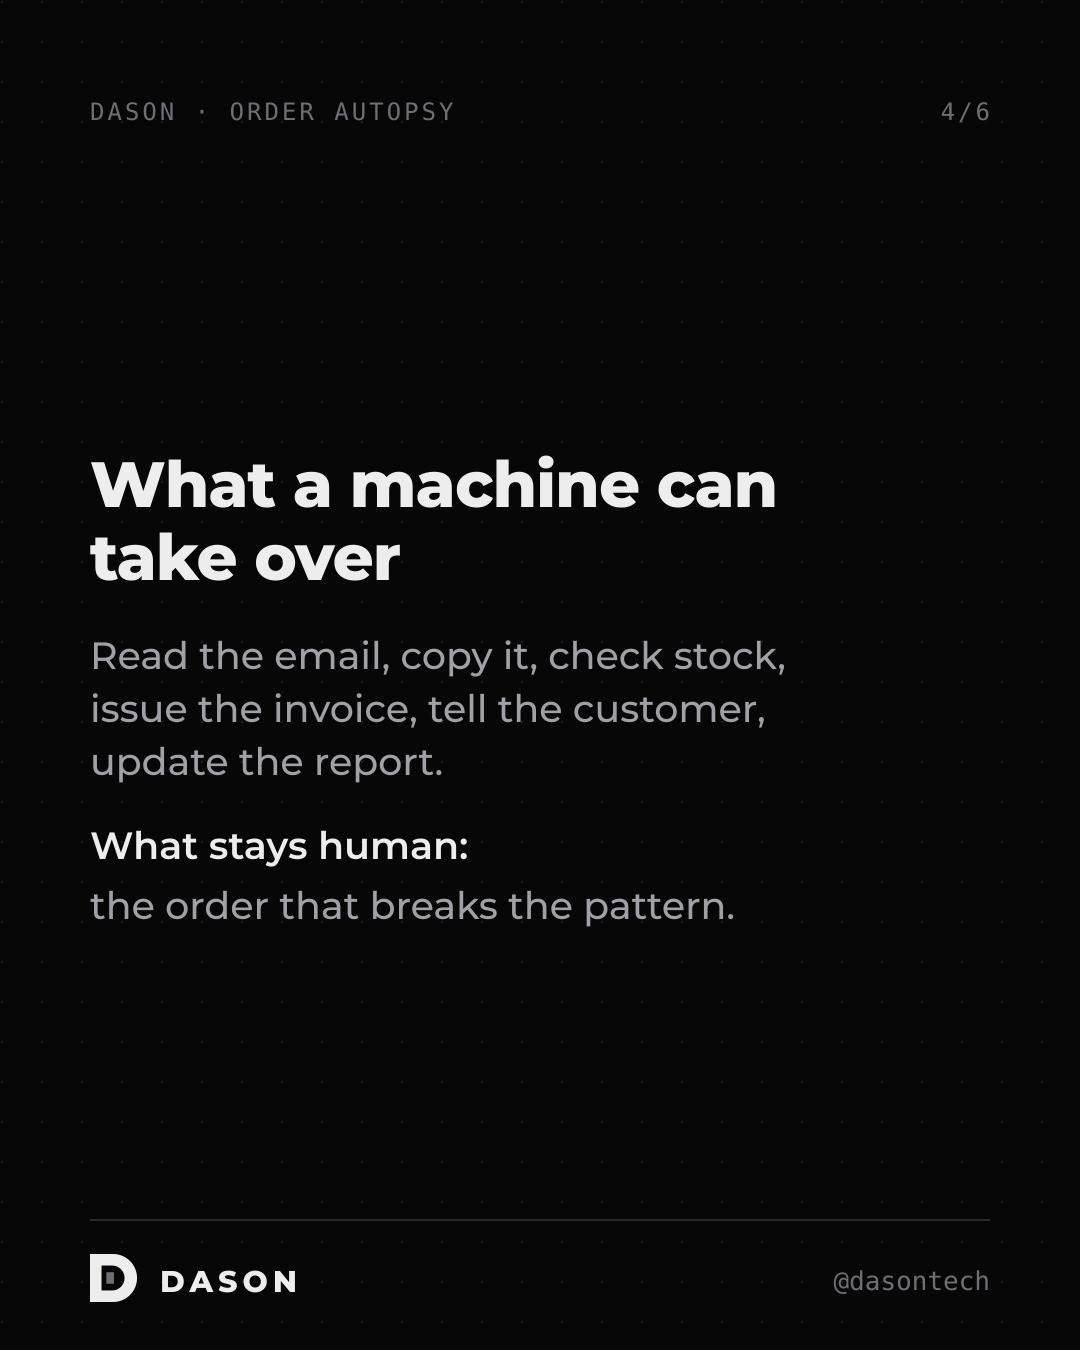 DASON · ORDER AUTOPSY
4/6
What a machine can
take over
Read the email, copy it, check stock,
issue the invoice, tell the customer,
update the report.
What stays human:
the order that breaks the pattern.
DASON
@dasontech